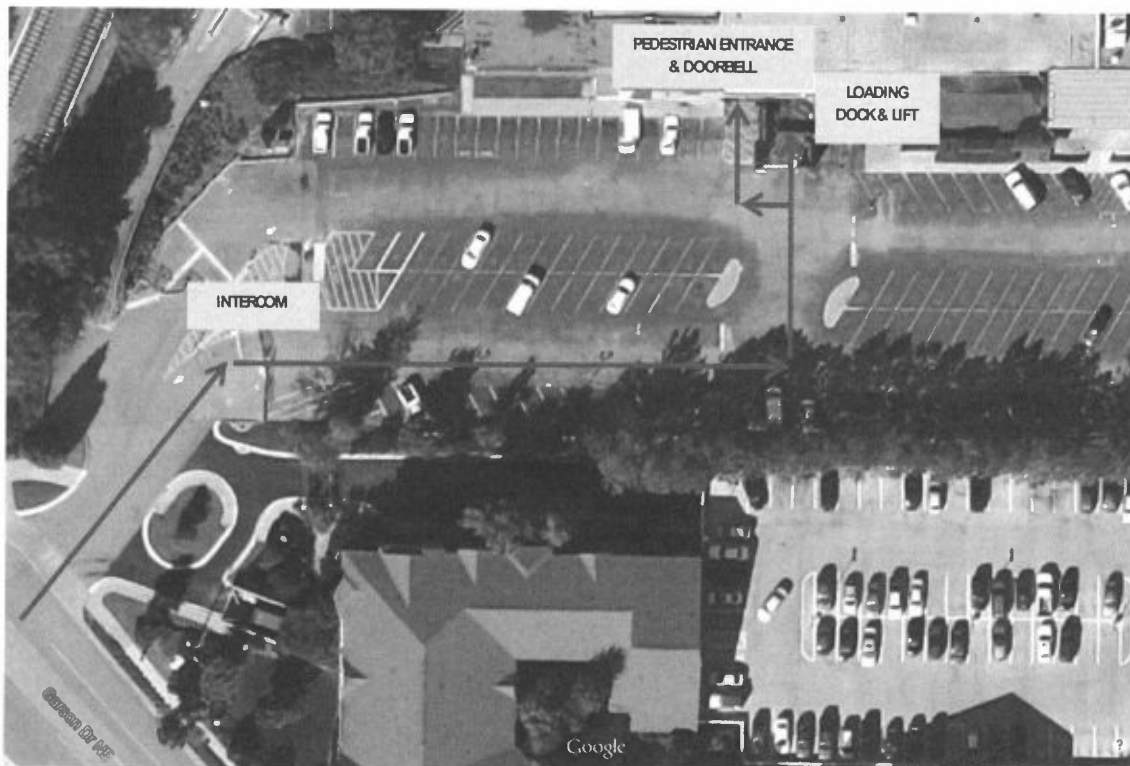 PEDESTRIAN ENTRANCE
& DOORBELL
LOADING
DOCK & LIFT
INTERCOM
Google
?